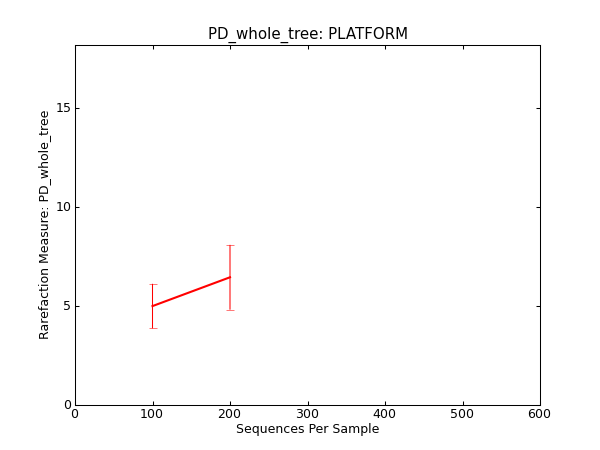 PD_whole_tree: PLATFORM
15
10
5
0
Rarefaction Measure: PD_whole_tree
0 100 200 300 400 500 600
Sequences Per Sample